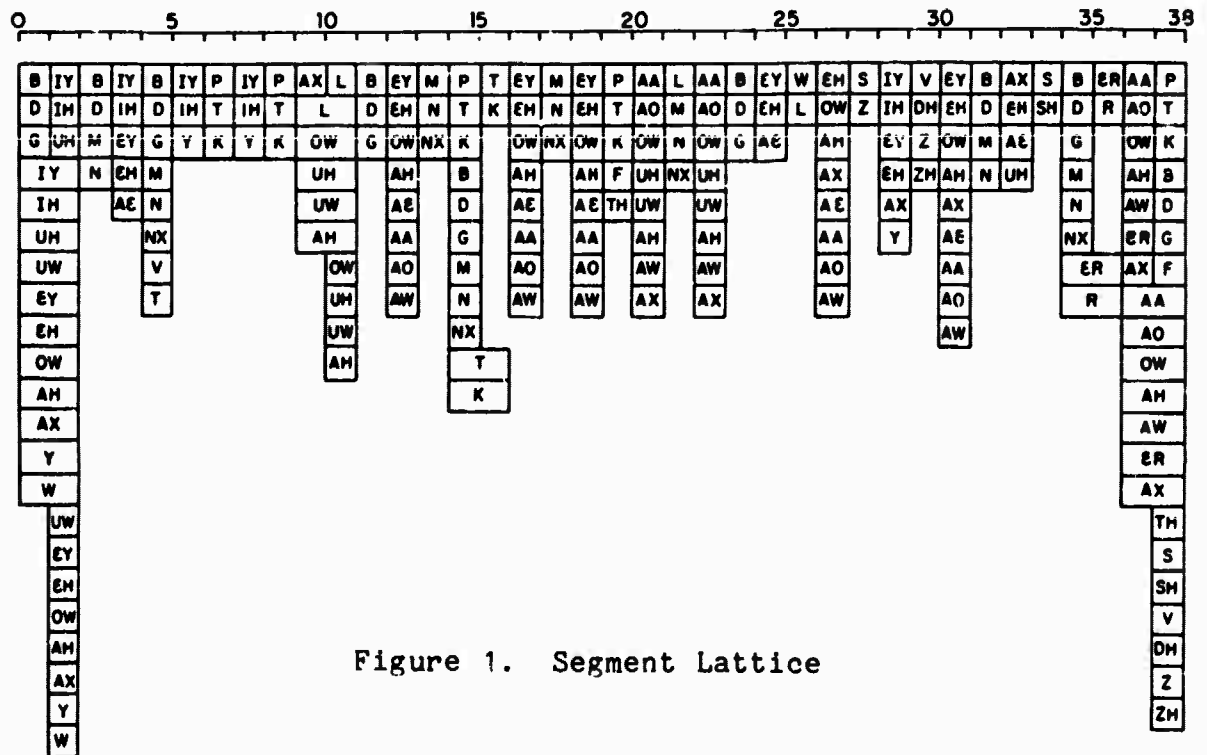 0 5 10 15 20 25 30 35 38
B IY B IY B IY P IY P AX L B EY M P T EY M EY P AA L AA B EY W EH S IY V EY B AX S B ER AA P
D IH D IH D IH T IH T L D EH N T K EH N EH T AO M AO D EH L OW Z IH DH EH D EH SH D R AO T
G UH M EY G Y K Y K OW G OW NX K OW NX OW K OW N OW G AE AH EY Z OW M AE G OW K
IY N EH M UH AH B AH AH F UH NX UH AX EH ZH AH N UH M AH B
IH AE N UW AE D AE AE TH UW UW AE AX AX N AW D
UH NX AH AA G AA AA AH AH AA Y AE NX ER G
UW V OW AO M AO AO AW AW AO AA ER AX F
EY T UH AW N AW AW AX AX AW AO R AA
EH UW NX AW AO
OW AH T OW
AH K AH
AX AW
Y ER
W AX
UW TH
EY S
EH SH
OW V
AH DH
Figure 1. Segment Lattice
AX Z
Y ZH
W